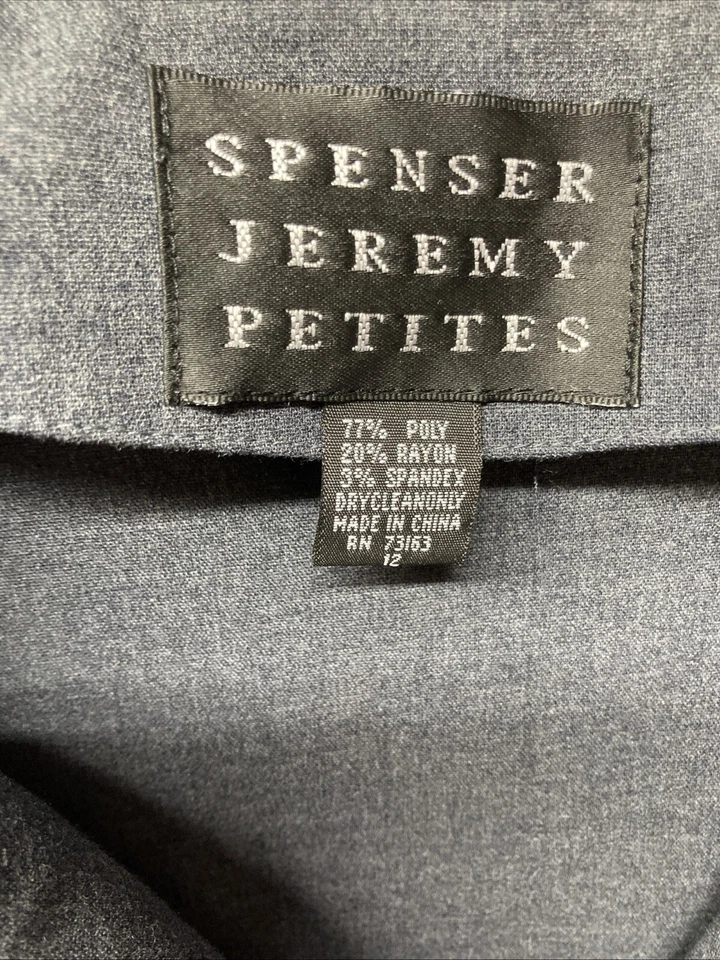 SPENSER
JEREMY
PETITES
77% POLY
20% RAYON
3% SPANDEX
DRYCLEANONLY
MADE IN CHINA
RN 73163
12